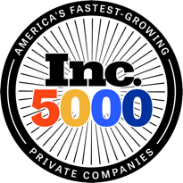 AMERICA'S FASTEST-GROWING
Inc.
5000
PRIVATE COMPANIES